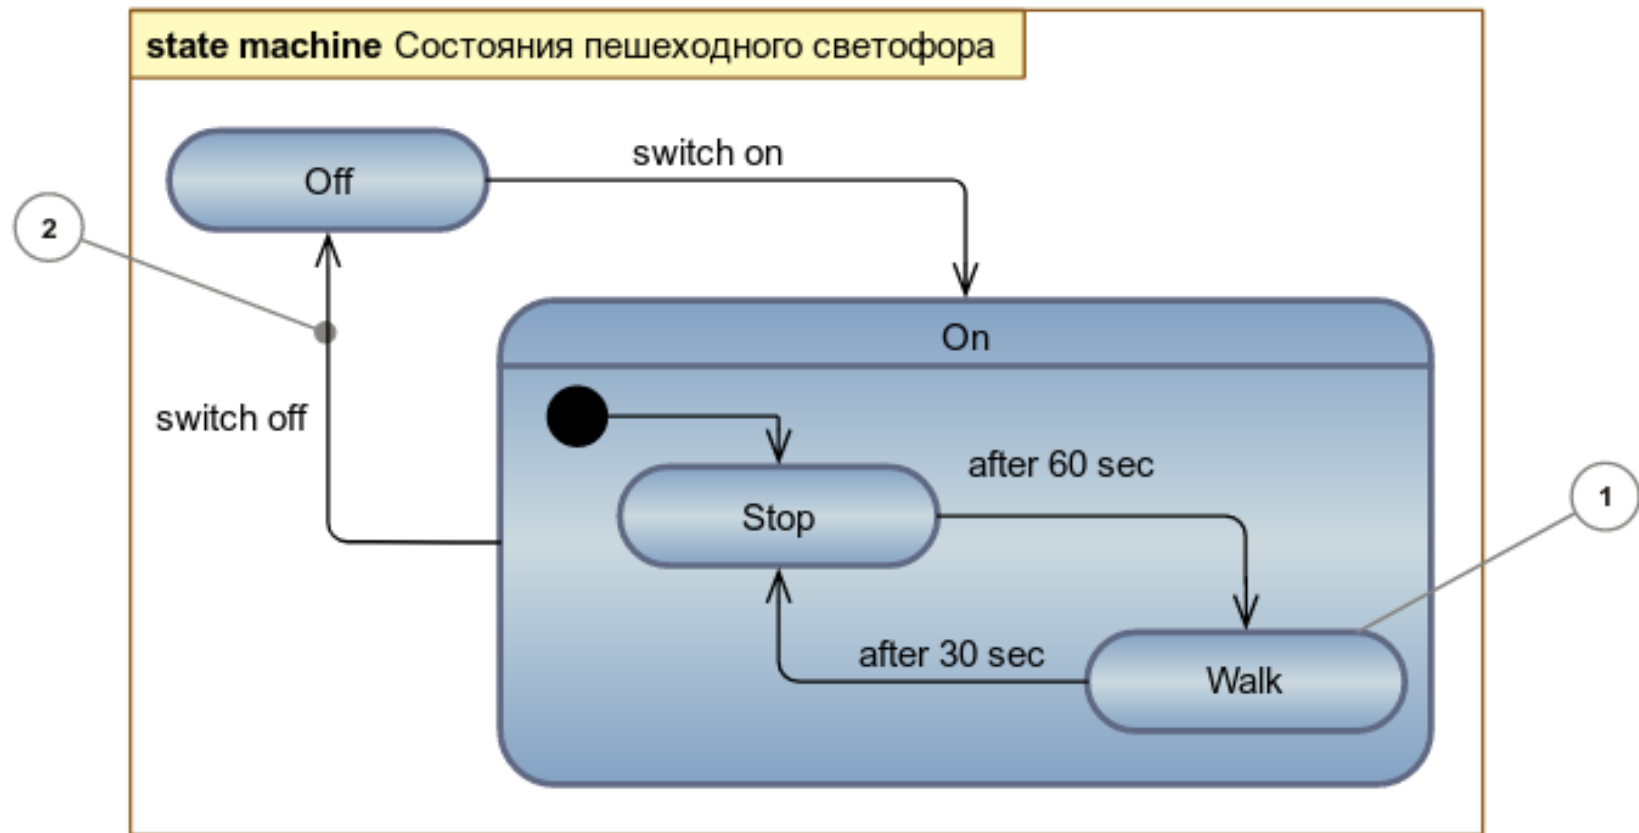 state machine Состояния пешеходного светофора
switch on
Off
2
On
switch off
after 60 sec
1
Stop
after 30 sec
Walk